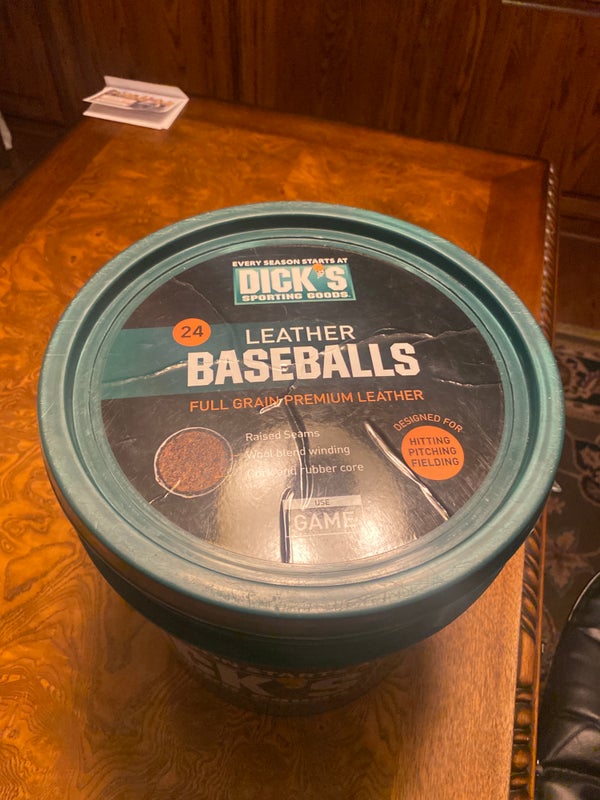 EVERY SEASON STARTS AT
DICK'S
SPORTING GOODS.
24
LEATHER
BASEBALLS
FULL GRAIN PREMIUM LEATHER
Raised Seams
Wool blend winding
Cork and rubber core
DESIGNED FOR
HITTING
PITCHING
FIELDING
USE
GAME